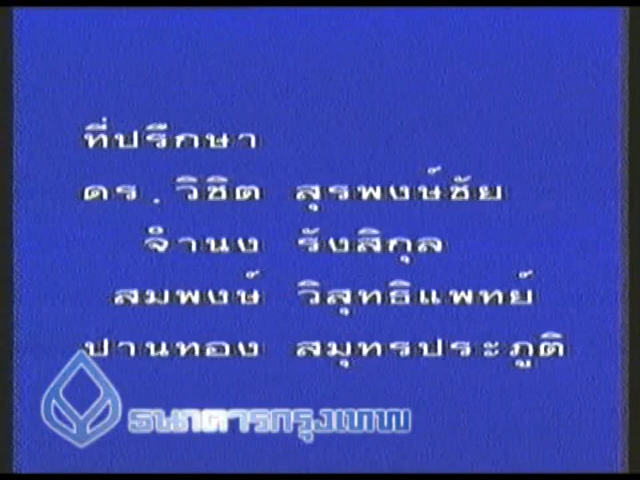 ที่ปรึกษา
ดร. วิชิต สุรพงษ์ชัย
จำนง รังสิกุล
สมพงษ์ วิสุทธิแพทย์
ปานทอง สมุทรประภูติ
ธนาคารกรุงเทพ